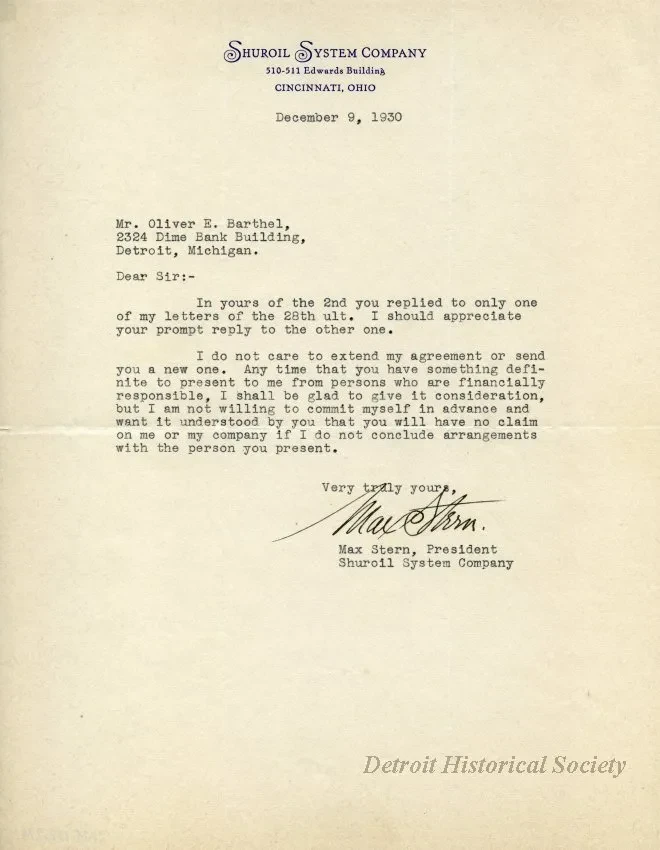 SHUROIL SYSTEM COMPANY
510-511 Edwards Building
CINCINNATI, OHIO
December 9, 1930
Mr. Oliver E. Barthel,
2324 Dime Bank Building,
Detroit, Michigan.
Dear Sir:-
In yours of the 2nd you replied to only one
of my letters of the 28th ult. I should appreciate
your prompt reply to the other one.
I do not care to extend my agreement or send
you a new one. Any time that you have something defi-
nite to present to me from persons who are financially
responsible, I shall be glad to give it consideration,
but I am not willing to commit myself in advance and
want it understood by you that you will have no claim
on me or my company if I do not conclude arrangements
with the person you present.
Very truly yours,
Max Stern.
Max Stern, President
Shuroil System Company
Detroit Historical Society